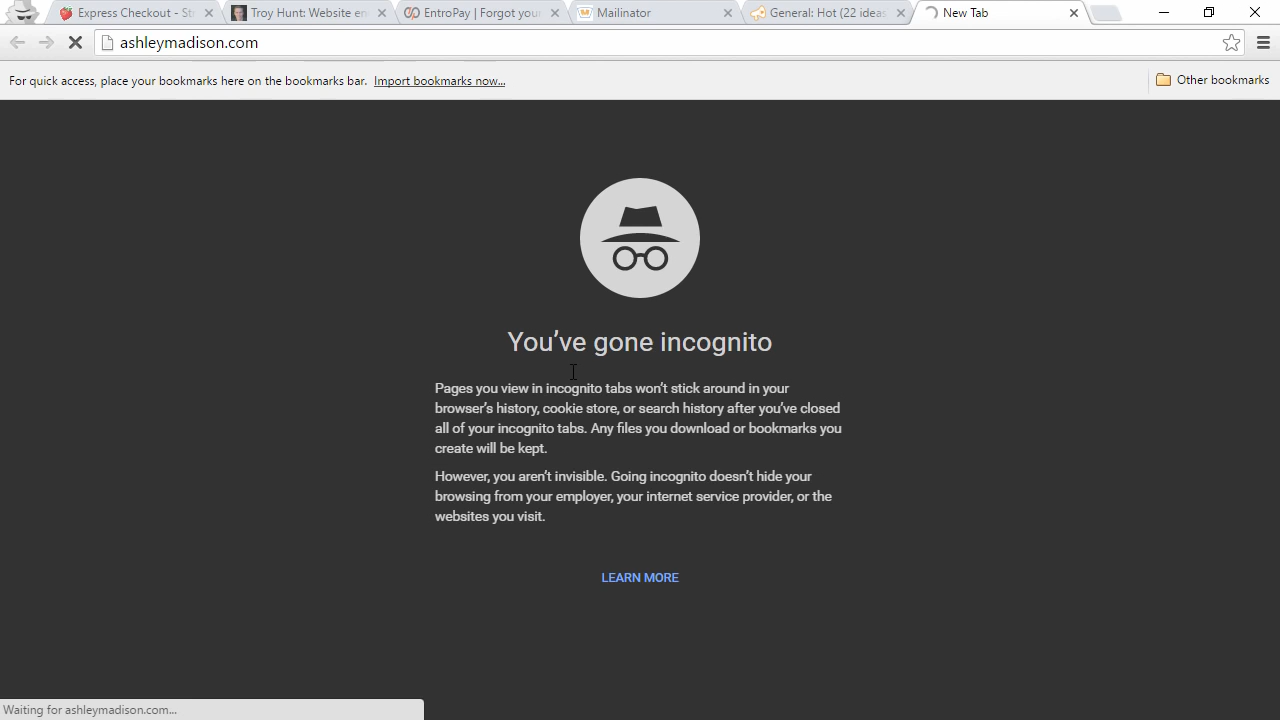 Express Checkout - St
Troy Hunt: Website en
EntroPay | Forgot your
Mailinator
General: Hot (22 ideas
New Tab
ashleymadison.com
For quick access, place your bookmarks here on the bookmarks bar. Import bookmarks now...
Other bookmarks
You've gone incognito
Pages you view in incognito tabs won't stick around in your
browser's history, cookie store, or search history after you've closed
all of your incognito tabs. Any files you download or bookmarks you
create will be kept.
However, you aren't invisible. Going incognito doesn't hide your
browsing from your employer, your internet service provider, or the
websites you visit.
LEARN MORE
Waiting for ashleymadison.com...